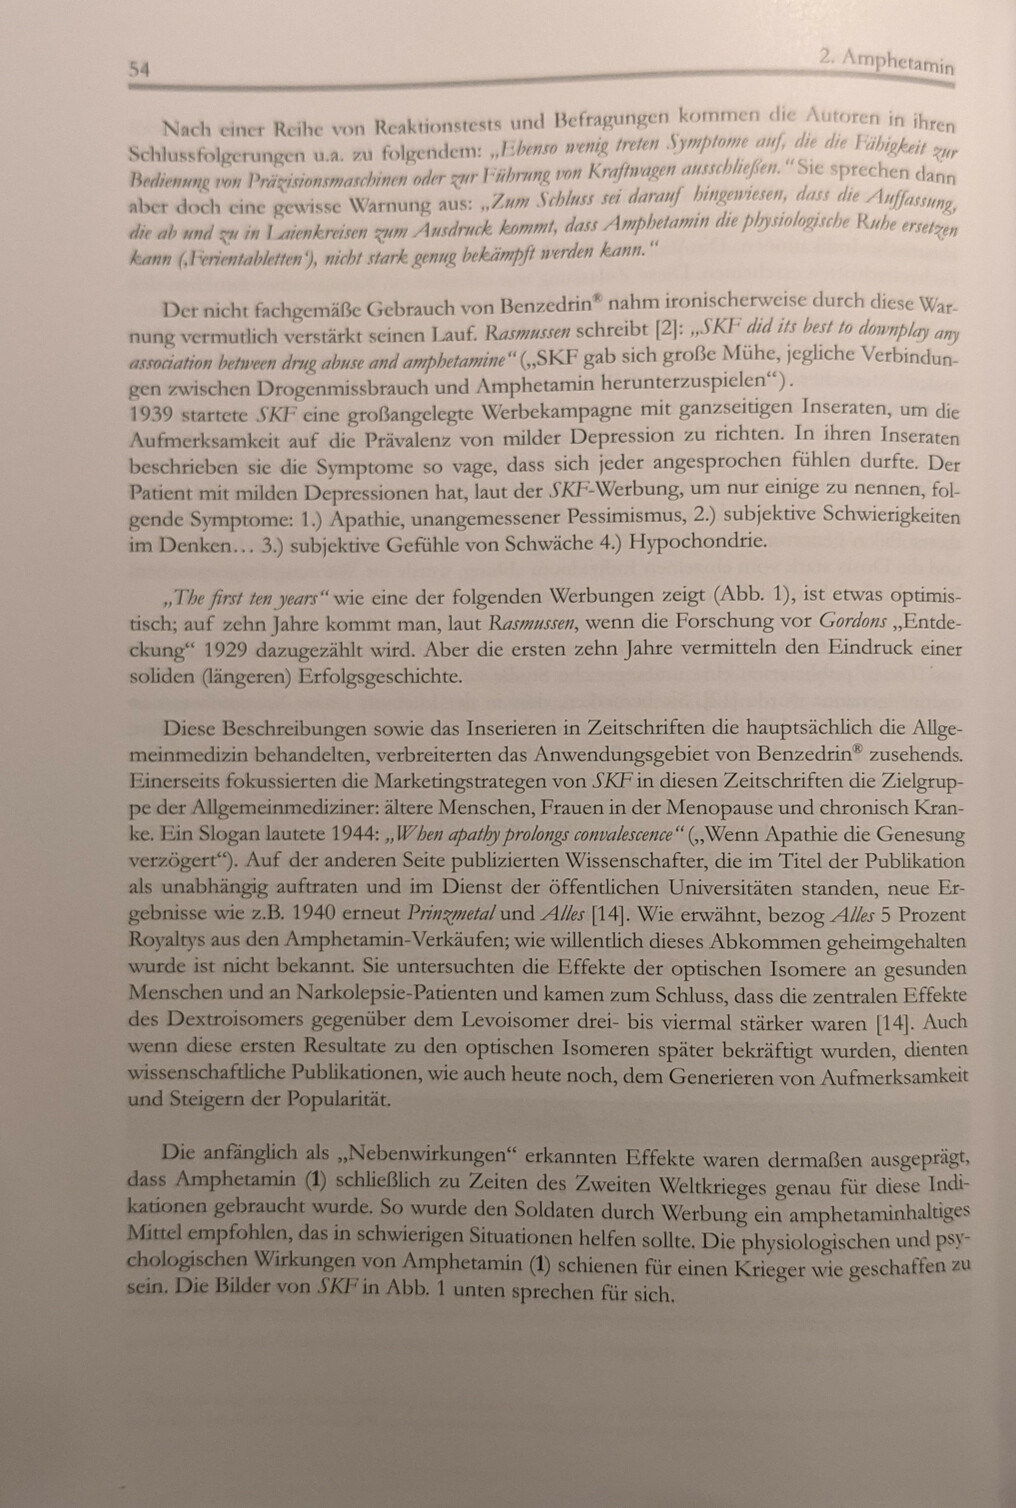 54
2. Amphetamin
Nach einer Reihe von Reaktionstests und Befragungen kommen die Autoren in ihren
Schlussfolgerungen u.a. zu folgendem: „Ebenso wenig treten Symptome auf, die die Fähigkeit zur
Bedienung von Präzisionsmaschinen oder zur Führung von Kraftwagen ausschließen.“ Sie sprechen dann
aber doch eine gewisse Warnung aus: „Zum Schluss sei darauf hingewiesen, dass die Auffassung,
die ab und zu in Laienkreisen zum Ausdruck kommt, dass Amphetamin die physiologische Ruhe ersetzen
kann (‚Ferientabletten‘), nicht stark genug bekämpft werden kann.“
Der nicht fachgemäße Gebrauch von Benzedrin® nahm ironischerweise durch diese War-
nung vermutlich verstärkt seinen Lauf. Rasmussen schreibt [2]: „SKF did its best to downplay any
association between drug abuse and amphetamine“ („SKF gab sich große Mühe, jegliche Verbindun-
gen zwischen Drogenmissbrauch und Amphetamin herunterzuspielen“).
1939 startete SKF eine großangelegte Werbekampagne mit ganzseitigen Inseraten, um die
Aufmerksamkeit auf die Prävalenz von milder Depression zu richten. In ihren Inseraten
beschrieben sie die Symptome so vage, dass sich jeder angesprochen fühlen durfte. Der
Patient mit milden Depressionen hat, laut der SKF-Werbung, um nur einige zu nennen, fol-
gende Symptome: 1.) Apathie, unangemessener Pessimismus, 2.) subjektive Schwierigkeiten
im Denken… 3.) subjektive Gefühle von Schwäche 4.) Hypochondrie.
„The first ten years“ wie eine der folgenden Werbungen zeigt (Abb. 1), ist etwas optimis-
tisch; auf zehn Jahre kommt man, laut Rasmussen, wenn die Forschung vor Gordons „Entde-
ckung“ 1929 dazugezählt wird. Aber die ersten zehn Jahre vermitteln den Eindruck einer
soliden (längeren) Erfolgsgeschichte.
Diese Beschreibungen sowie das Inserieren in Zeitschriften die hauptsächlich die Allge-
meinmedizin behandelten, verbreiterten das Anwendungsgebiet von Benzedrin® zusehends.
Einerseits fokussierten die Marketingstrategen von SKF in diesen Zeitschriften die Zielgrup-
pe der Allgemeinmediziner: ältere Menschen, Frauen in der Menopause und chronisch Kran-
ke. Ein Slogan lautete 1944: „When apathy prolongs convalescence“ („Wenn Apathie die Genesung
verzögert“). Auf der anderen Seite publizierten Wissenschafter, die im Titel der Publikation
als unabhängig auftraten und im Dienst der öffentlichen Universitäten standen, neue Er-
gebnisse wie z.B. 1940 erneut Prinzmetal und Alles [14]. Wie erwähnt, bezog Alles 5 Prozent
Royaltys aus den Amphetamin-Verkäufen; wie willentlich dieses Abkommen geheimgehalten
wurde ist nicht bekannt. Sie untersuchten die Effekte der optischen Isomere an gesunden
Menschen und an Narkolepsie-Patienten und kamen zum Schluss, dass die zentralen Effekte
des Dextroisomers gegenüber dem Levoisomer drei- bis viermal stärker waren [14]. Auch
wenn diese ersten Resultate zu den optischen Isomeren später bekräftigt wurden, dienten
wissenschaftliche Publikationen, wie auch heute noch, dem Generieren von Aufmerksamkeit
und Steigern der Popularität.
Die anfänglich als „Nebenwirkungen“ erkannten Effekte waren dermaßen ausgeprägt,
dass Amphetamin (1) schließlich zu Zeiten des Zweiten Weltkrieges genau für diese Indi-
kationen gebraucht wurde. So wurde den Soldaten durch Werbung ein amphetaminhaltiges
Mittel empfohlen, das in schwierigen Situationen helfen sollte. Die physiologischen und psy-
chologischen Wirkungen von Amphetamin (1) schienen für einen Krieger wie geschaffen zu
sein. Die Bilder von SKF in Abb. 1 unten sprechen für sich.